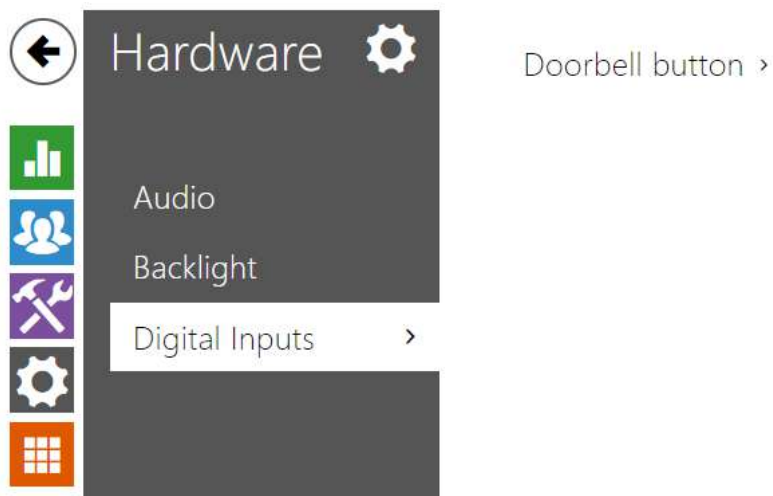 Hardware
Doorbell button ›
Audio
Backlight
Digital Inputs ›